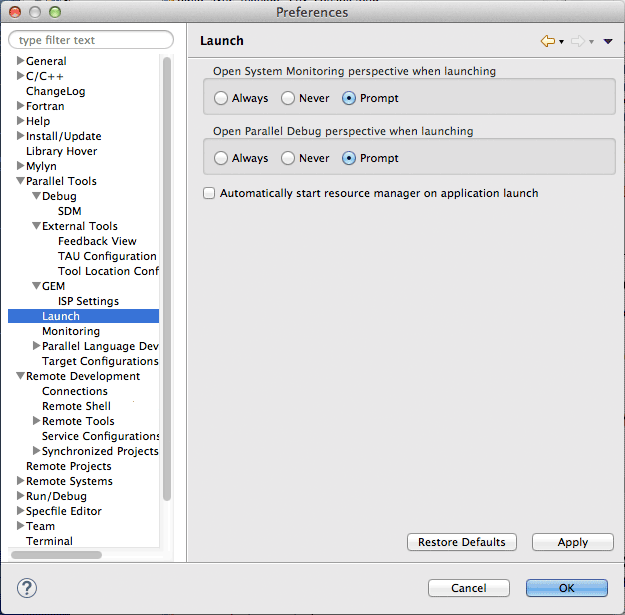 Preferences
type filter text
General
C/C++
ChangeLog
Fortran
Help
Install/Update
Library Hover
Mylyn
Parallel Tools
Debug
SDM
External Tools
Feedback View
TAU Configuration
Tool Location Conf
GEM
ISP Settings
Launch
Monitoring
Parallel Language Dev
Target Configurations
Remote Development
Connections
Remote Shell
Remote Tools
Service Configurations
Synchronized Projects
Remote Projects
Remote Systems
Run/Debug
Specfile Editor
Team
Terminal
Launch
Open System Monitoring perspective when launching
Always Never Prompt
Open Parallel Debug perspective when launching
Always Never Prompt
Automatically start resource manager on application launch
Restore Defaults Apply
? Cancel OK